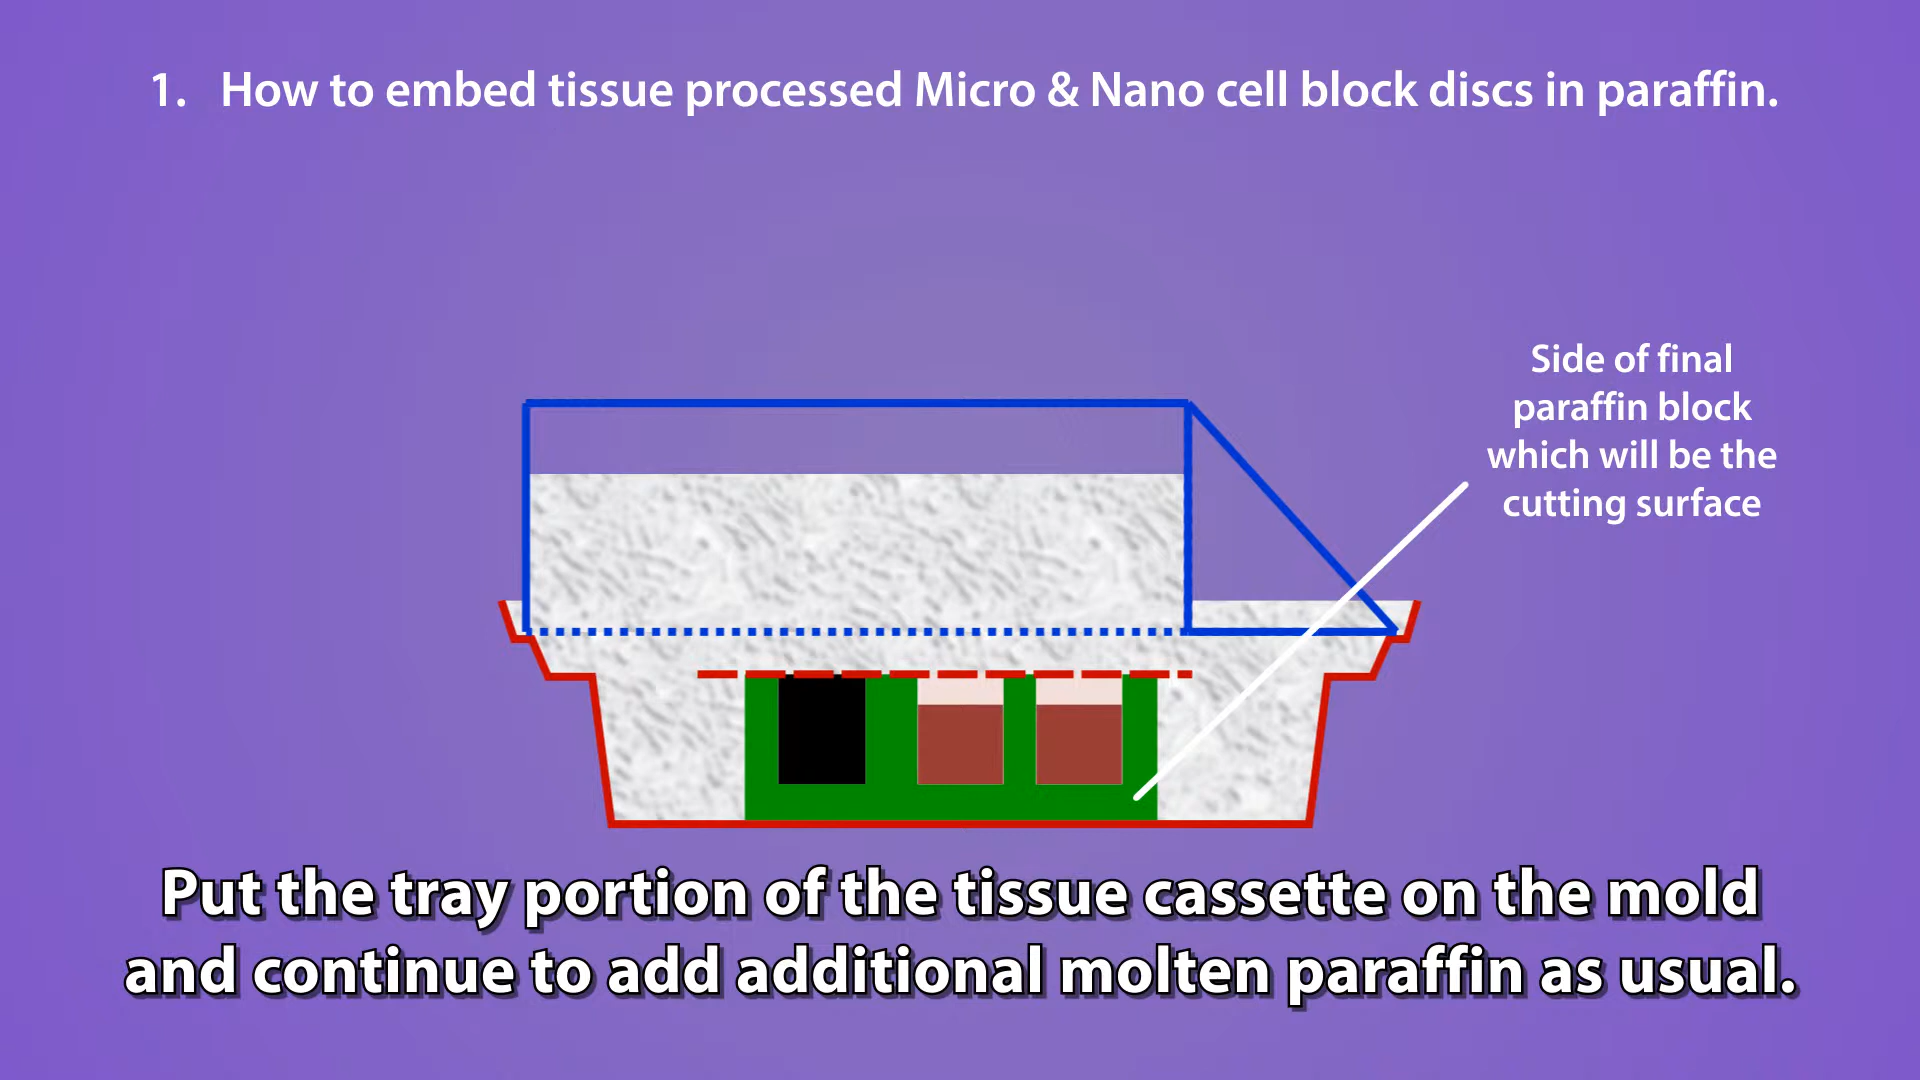 1. How to embed tissue processed Micro & Nano cell block discs in paraffin.
Side of final
paraffin block
which will be the
cutting surface
Put the tray portion of the tissue cassette on the mold
and continue to add additional molten paraffin as usual.